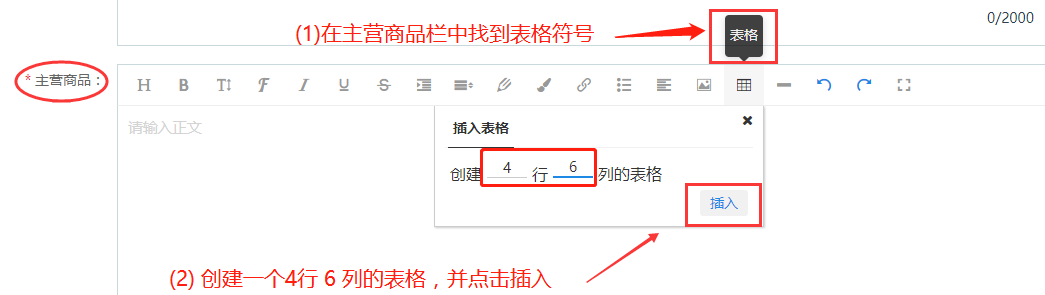 0/2000
(1)在主营商品栏中找到表格符号
表格
* 主营商品：
H B T F I U S
请输入正文
插入表格
创建 4 行 6 列的表格
插入
(2) 创建一个4行 6 列的表格，并点击插入